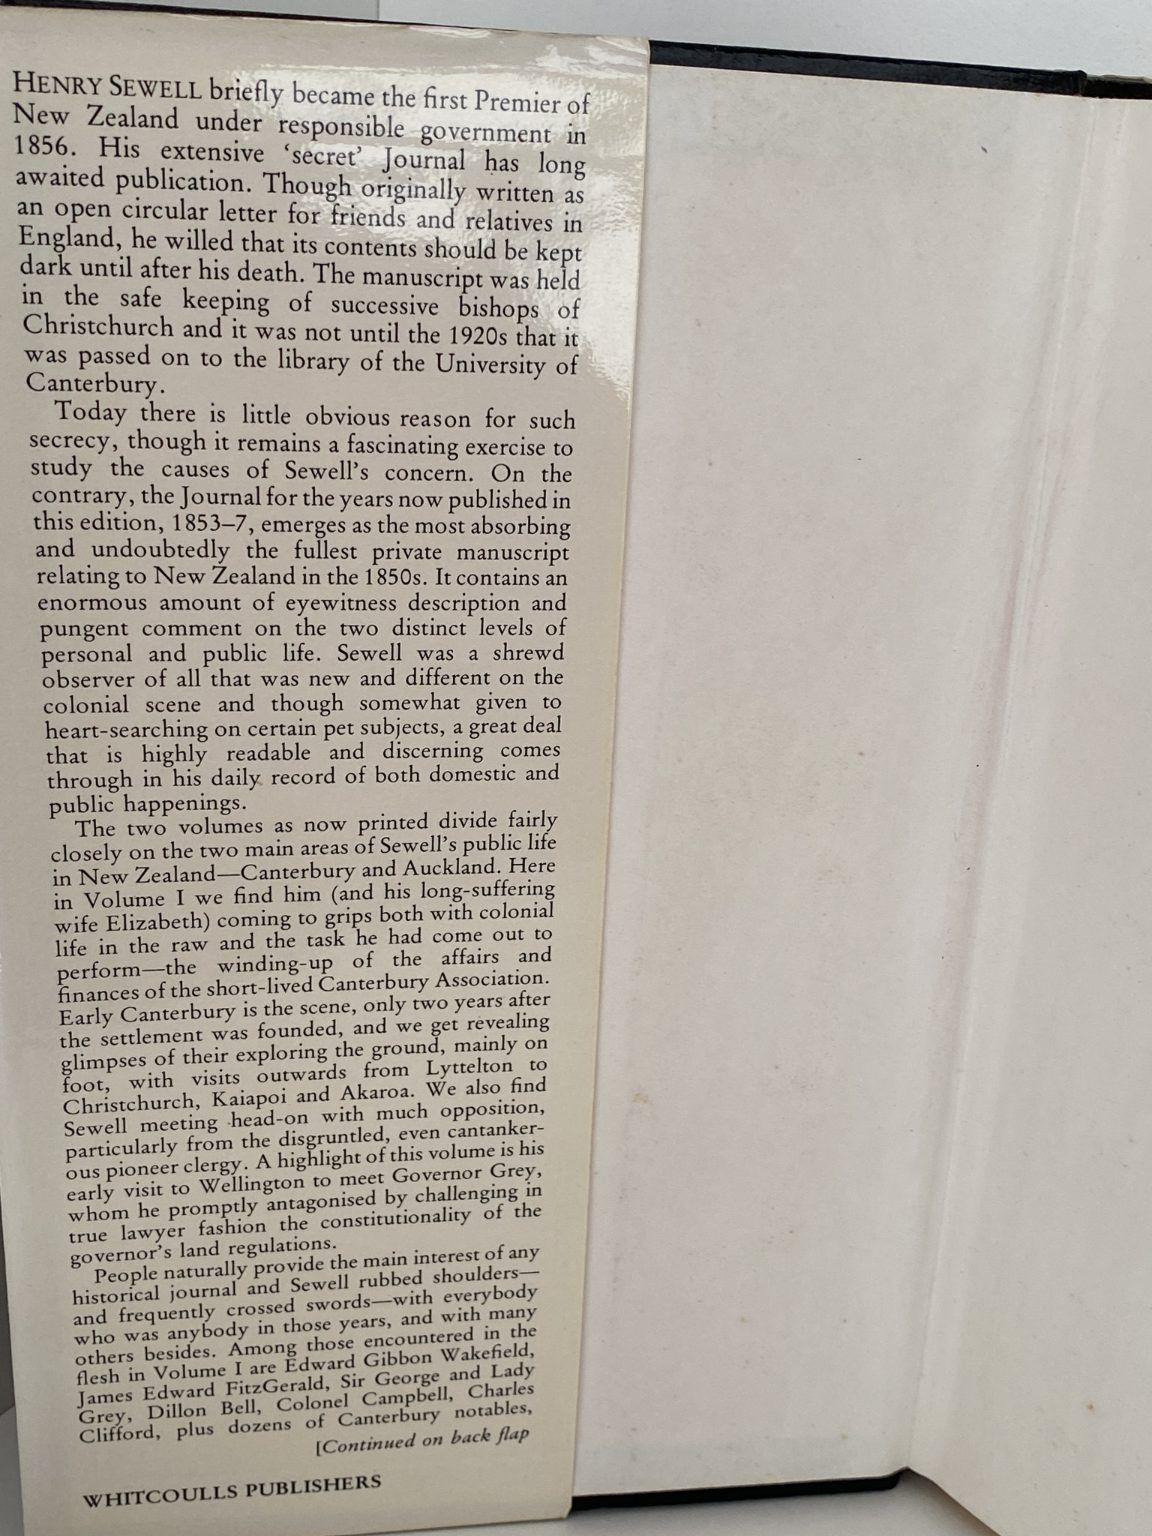 HENRY SEWELL briefly became the first Premier of
New Zealand under responsible government in
1856. His extensive ‘secret’ Journal has long
awaited publication. Though originally written as
an open circular letter for friends and relatives in
England, he willed that its contents should be kept
dark until after his death. The manuscript was held
in the safe keeping of successive bishops of
Christchurch and it was not until the 1920s that it
was passed on to the library of the University of
Canterbury.
Today there is little obvious reason for such
secrecy, though it remains a fascinating exercise to
study the causes of Sewell’s concern. On the
contrary, the Journal for the years now published in
this edition, 1853–7, emerges as the most absorbing
and undoubtedly the fullest private manuscript
relating to New Zealand in the 1850s. It contains an
enormous amount of eyewitness description and
pungent comment on the two distinct levels of
personal and public life. Sewell was a shrewd
observer of all that was new and different on the
colonial scene and though somewhat given to
heart-searching on certain pet subjects, a great deal
that is highly readable and discerning comes
through in his daily record of both domestic and
public happenings.
The two volumes as now printed divide fairly
closely on the two main areas of Sewell’s public life
in New Zealand—Canterbury and Auckland. Here
in Volume I we find him (and his long-suffering
wife Elizabeth) coming to grips both with colonial
life in the raw and the task he had come out to
perform—the winding-up of the affairs and
finances of the short-lived Canterbury Association.
Early Canterbury is the scene, only two years after
the settlement was founded, and we get revealing
glimpses of their exploring the ground, mainly on
foot, with visits outwards from Lyttelton to
Christchurch, Kaiapoi and Akaroa. We also find
Sewell meeting head-on with much opposition,
particularly from the disgruntled, even cantanker-
ous pioneer clergy. A highlight of this volume is his
early visit to Wellington to meet Governor Grey,
whom he promptly antagonised by challenging in
true lawyer fashion the constitutionality of the
governor’s land regulations.
People naturally provide the main interest of any
historical journal and Sewell rubbed shoulders—
and frequently crossed swords—with everybody
who was anybody in those years, and with many
others besides. Among those encountered in the
flesh in Volume I are Edward Gibbon Wakefield,
James Edward FitzGerald, Sir George and Lady
Grey, Dillon Bell, Colonel Campbell, Charles
Clifford, plus dozens of Canterbury notables,
[Continued on back flap
WHITCOULLS PUBLISHERS